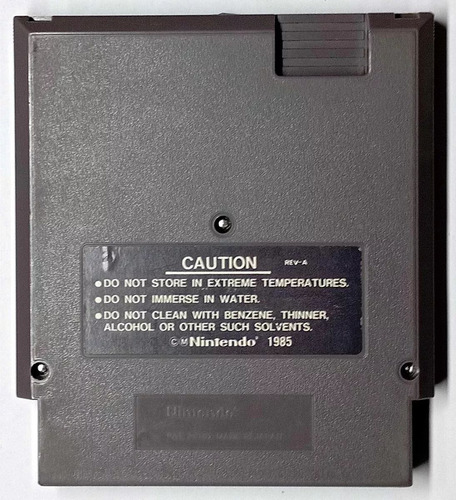 CAUTION REV-A
• DO NOT STORE IN EXTREME TEMPERATURES.
• DO NOT IMMERSE IN WATER.
• DO NOT CLEAN WITH BENZENE, THINNER,
ALCOHOL OR OTHER SUCH SOLVENTS.
©M Nintendo® 1985
Nintendo®